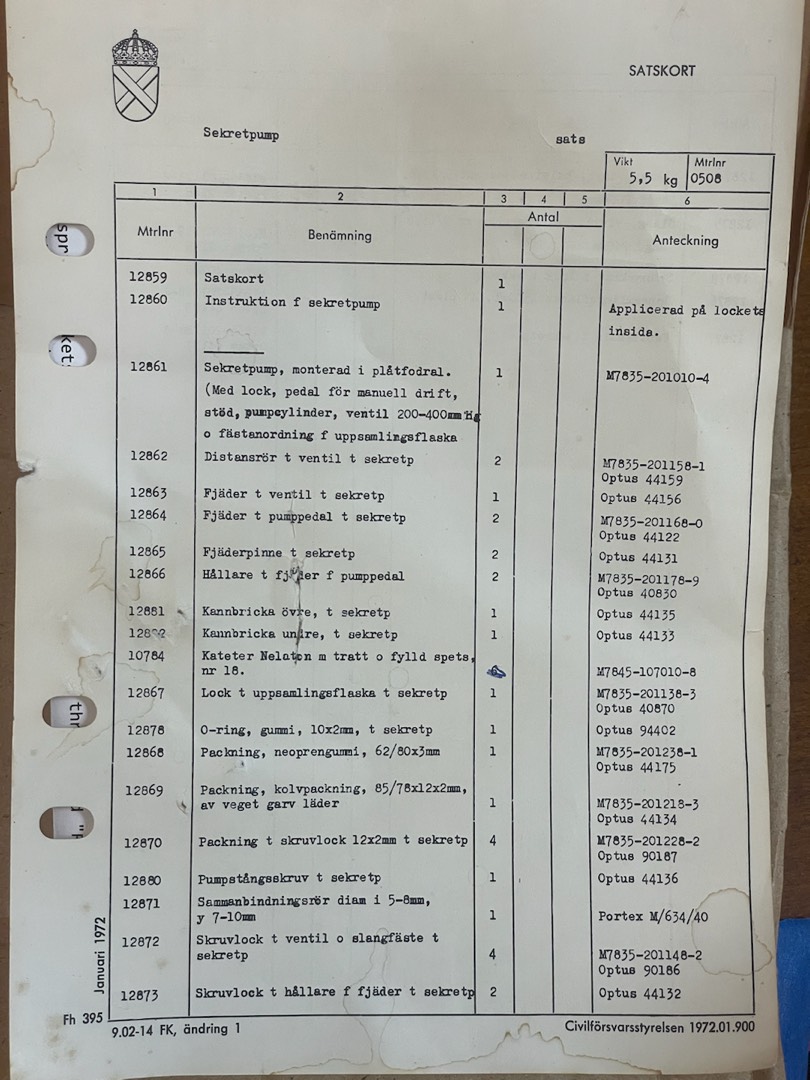 SATSKORT
Sekretpump sats
Vikt Mtrlnr
5,5 kg 0508
1 2 3 4 5 6
Mtrlnr Benämning Antal Anteckning
12859 Satskort 1
12860 Instruktion f sekretpump 1 Applicerad på lockets
insida.
12861 Sekretpump, monterad i plåtfodral. 1 M7835-201010-4
(Med lock, pedal för manuell drift,
stöd, pumpcylinder, ventil 200-400mm Hg
o fästanordning f uppsamlingsflaska
12862 Distansrör t ventil t sekretp 2 M7835-201158-1
Optus 44159
12863 Fjäder t ventil t sekretp 1 Optus 44156
12864 Fjäder t pumppedal t sekretp 2 M7835-201168-0
Optus 44122
12865 Fjäderpinne t sekretp 2 Optus 44131
12866 Hållare t fjäder f pumppedal 2 M7835-201178-9
Optus 40830
12881 Kannbricka övre, t sekretp 1 Optus 44135
Kannbricka undre, t sekretp 1 Optus 44133
10784 Kateter Nelaton m tratt o fylld spets,
nr 18. M7845-107010-8
12867 Lock t uppsamlingsflaska t sekretp 1 M7835-201138-3
Optus 40870
12878 O-ring, gummi, 10x2mm, t sekretp 1 Optus 94402
12868 Packning, neoprengummi, 62/80x3mm 1 M7835-201238-1
Optus 44175
12869 Packning, kolvpackning, 85/78x12x2mm,
av veget garv läder 1 M7835-201218-3
Optus 44134
12870 Packning t skruvlock 12x2mm t sekretp 4 M7835-201228-2
Optus 90187
12880 Pumpstångsskruv t sekretp 1 Optus 44136
12871 Sammanbindningsrör diam i 5-8mm,
y 7-10mm 1 Portex M/634/40
12872 Skruvlock t ventil o slangfäste t
sekretp 4 M7835-201148-2
Optus 90186
12873 Skruvlock t hållare f fjäder t sekretp 2 Optus 44132
Januari 1972
Fh 395
9.02-14 FK, ändring 1 Civilförsvarsstyrelsen 1972.01.900
spr
ket
thr